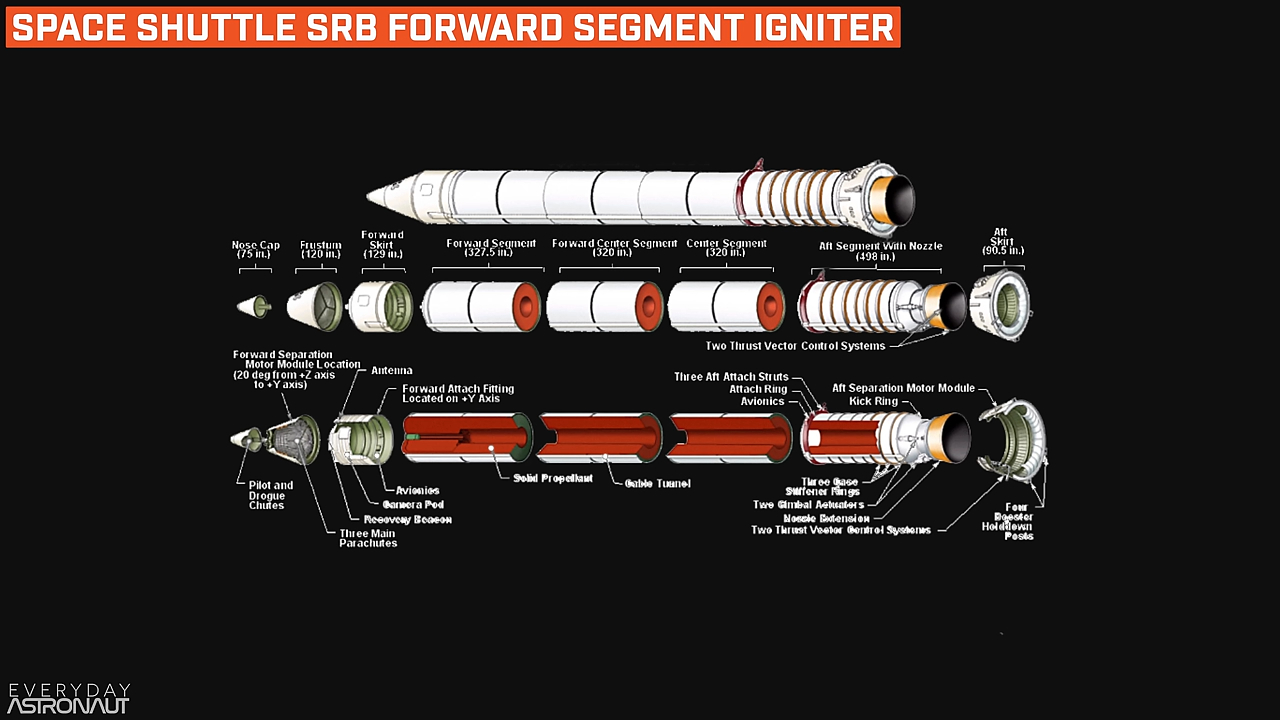 SPACE SHUTTLE SRB FORWARD SEGMENT IGNITER
Nose Cap
(75 in.)
Frustum
(120 in.)
Forward
Skirt
(129 in.)
Forward Segment
(327.5 in.)
Forward Center Segment
(320 in.)
Center Segment
(320 in.)
Aft Segment With Nozzle
(498 in.)
Aft
Skirt
(90.5 in.)
Two Thrust Vector Control Systems
Forward Separation
Motor Module Location
(20 deg from +Z axis
to +Y axis)
Antenna
Forward Attach Fitting
Located on +Y Axis
Three Aft Attach Struts
Attach Ring
Avionics
Aft Separation Motor Module
Kick Ring
Pilot and
Drogue
Chutes
Avionics
Camera Pod
Recovery Beacon
Three Main
Parachutes
Solid Propellant
Cable Tunnel
Three Case
Stiffener Rings
Two Gimbal Actuators
Nozzle Extension
Two Thrust Vector Control Systems
Four
Booster
Holddown
Posts
EVERYDAY
ASTRONAUT